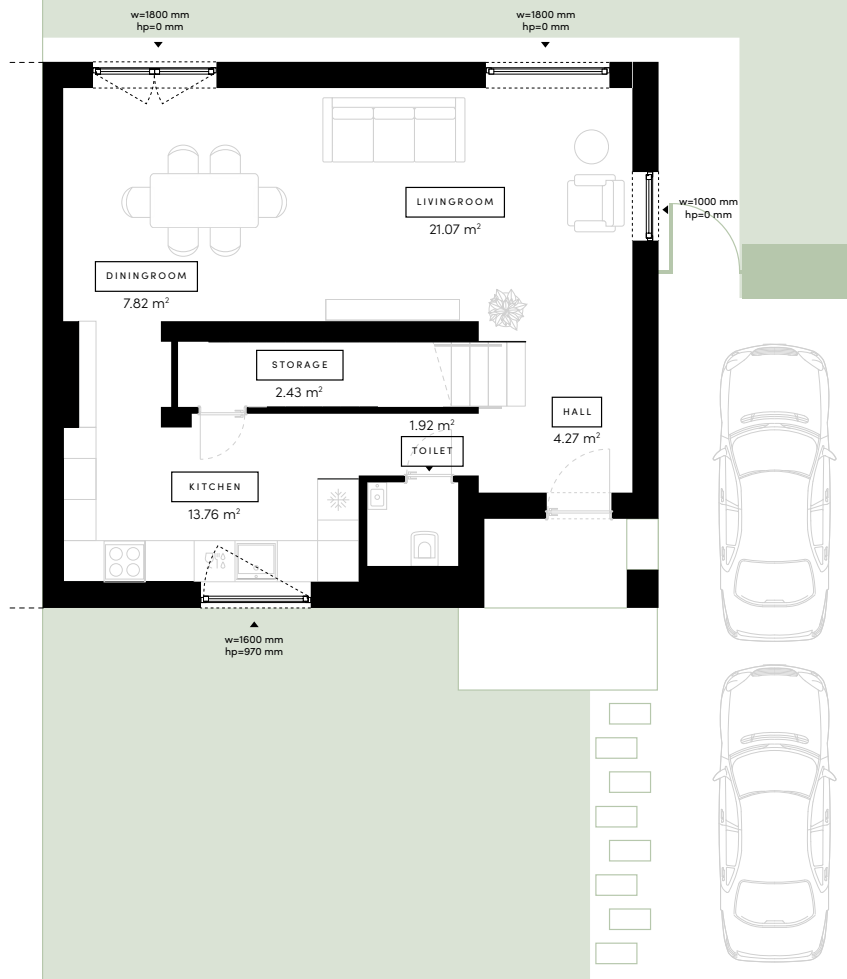 w=1800 mm
hp=0 mm
w=1800 mm
hp=0 mm
LIVINGROOM
21.07 m²
w=1000 mm
hp=0 mm
DININGROOM
7.82 m²
STORAGE
2.43 m²
HALL
4.27 m²
1.92 m²
TOILET
KITCHEN
13.76 m²
w=1600 mm
hp=970 mm